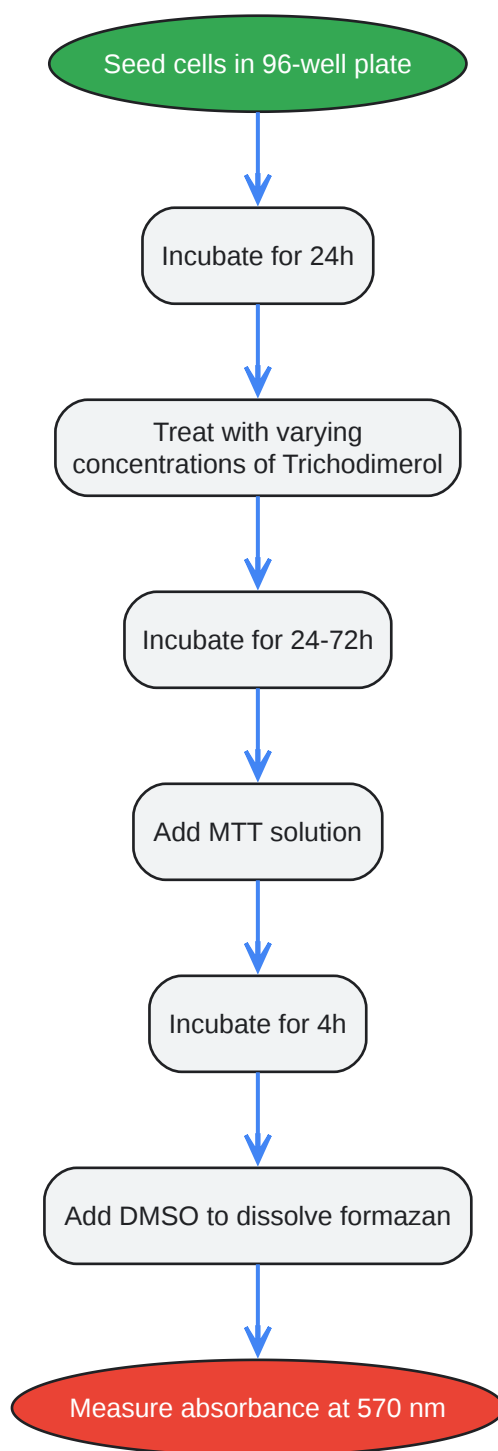 Seed cells in 96-well plate
Incubate for 24h
Treat with varying
concentrations of Trichodimerol
Incubate for 24-72h
Add MTT solution
Incubate for 4h
Add DMSO to dissolve formazan
Measure absorbance at 570 nm